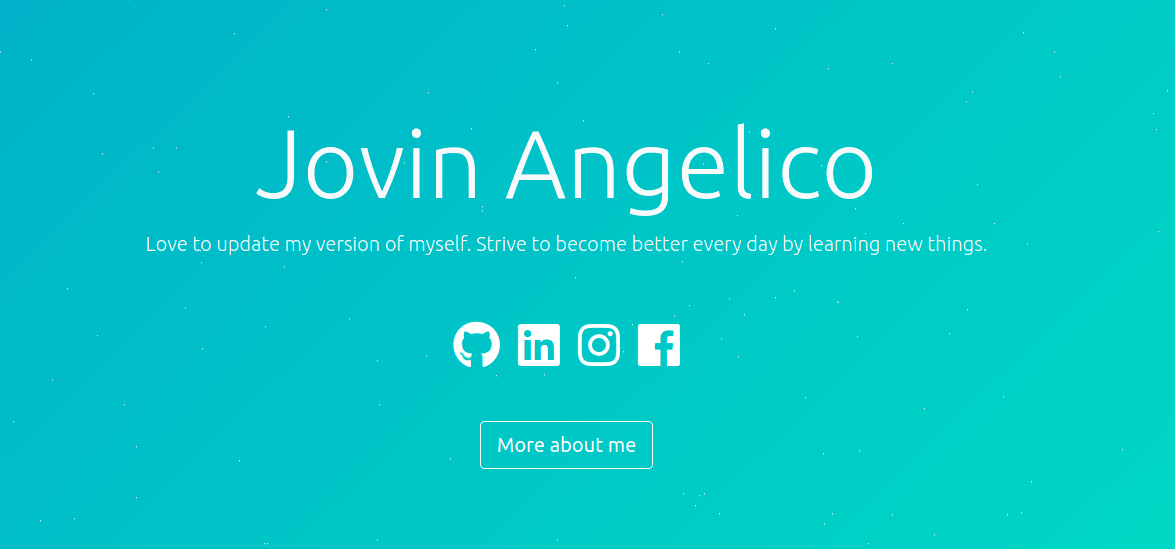 Jovin Angelico
Love to update my version of myself. Strive to become better every day by learning new things.
in
f
More about me